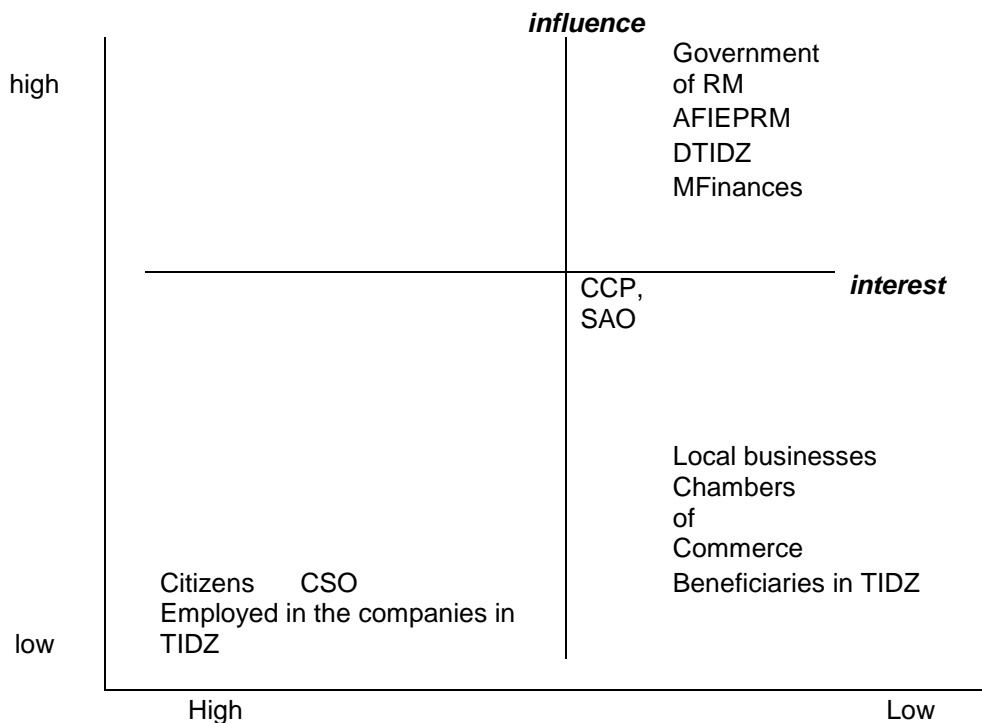 influence
high
Government
of RM
AFIEPRM
DTIDZ
MFinances
interest
CCP,
SAO
Local businesses
Chambers
of
Commerce
Beneficiaries in TIDZ
Citizens CSO
Employed in the companies in
TIDZ
low
High Low